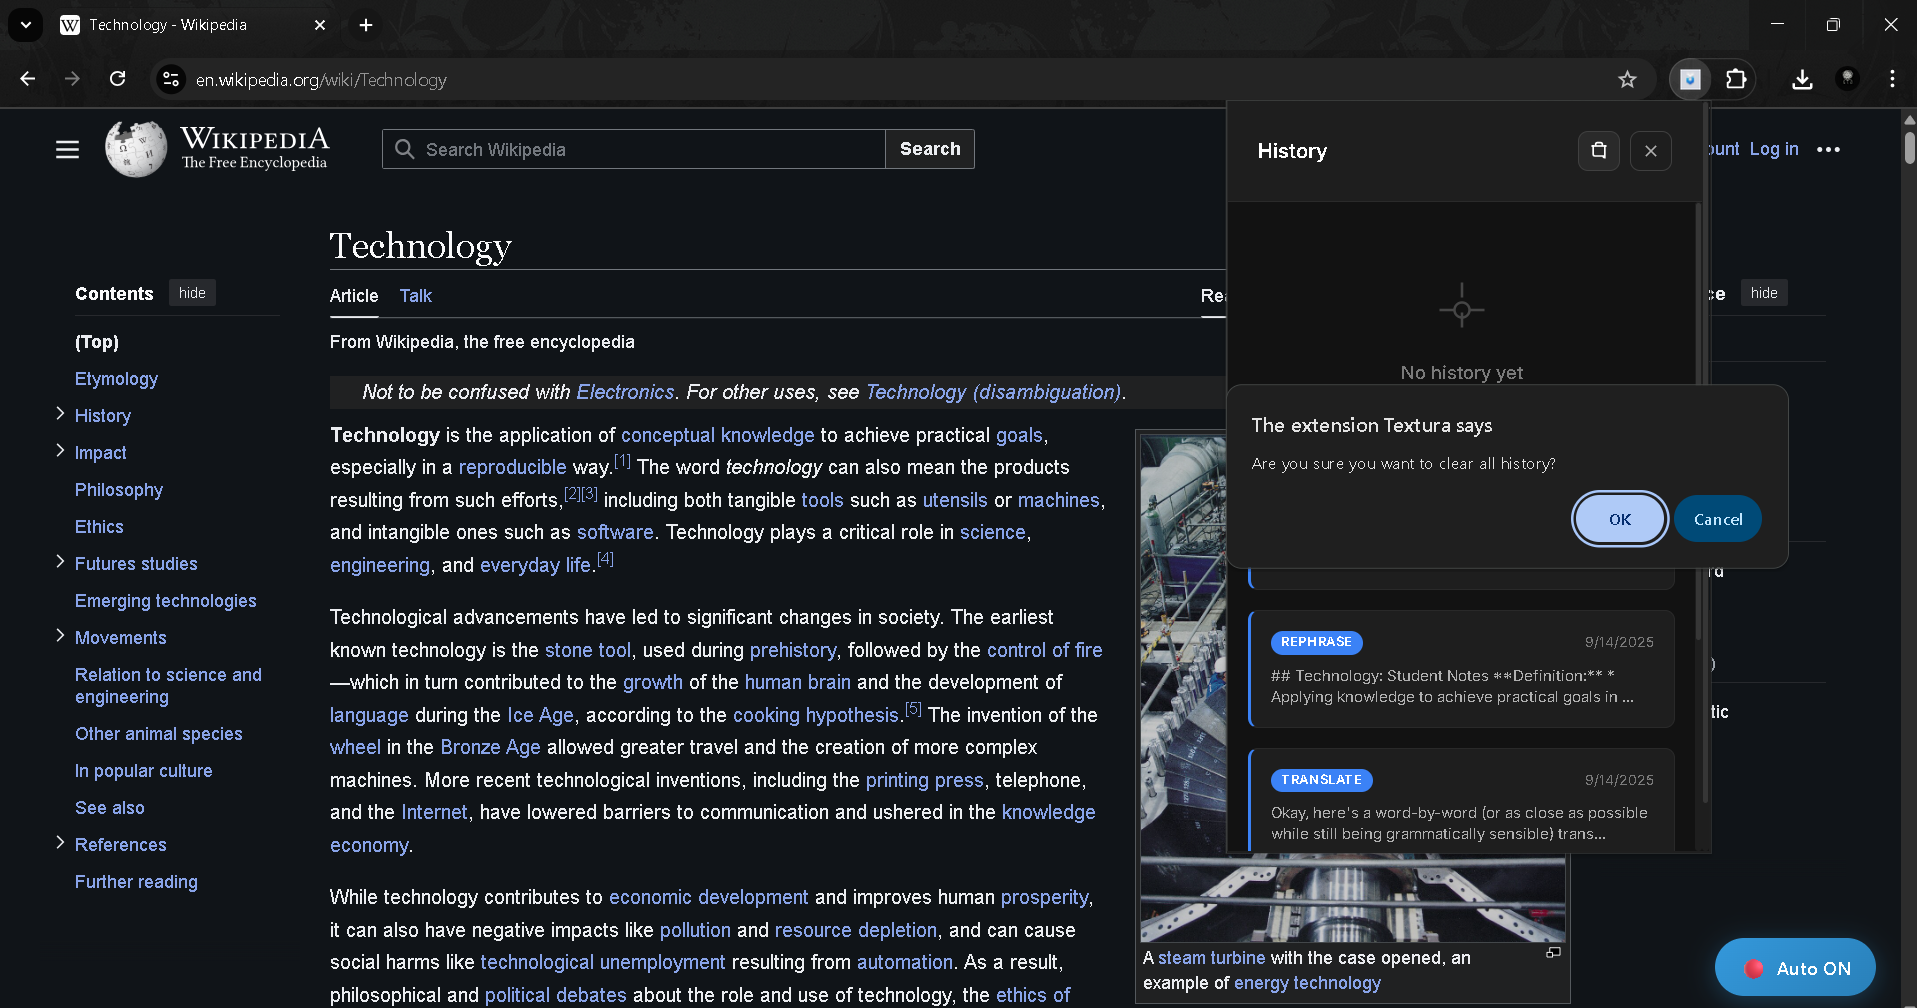 Technology - Wikipedia
en.wikipedia.org/wiki/Technology
WIKIPEDIA
The Free Encyclopedia
Search Wikipedia
Search
Log in
Technology
Contents
hide
(Top)
Etymology
History
Impact
Philosophy
Ethics
Futures studies
Emerging technologies
Movements
Relation to science and
engineering
Other animal species
In popular culture
See also
References
Further reading
Article
Talk
From Wikipedia, the free encyclopedia
Not to be confused with Electronics. For other uses, see Technology (disambiguation).
Technology is the application of conceptual knowledge to achieve practical goals,
especially in a reproducible way.[1] The word technology can also mean the products
resulting from such efforts,[2][3] including both tangible tools such as utensils or machines,
and intangible ones such as software. Technology plays a critical role in science,
engineering, and everyday life.[4]
Technological advancements have led to significant changes in society. The earliest
known technology is the stone tool, used during prehistory, followed by the control of fire
—which in turn contributed to the growth of the human brain and the development of
language during the Ice Age, according to the cooking hypothesis.[5] The invention of the
wheel in the Bronze Age allowed greater travel and the creation of more complex
machines. More recent technological inventions, including the printing press, telephone,
and the Internet, have lowered barriers to communication and ushered in the knowledge
economy.
While technology contributes to economic development and improves human prosperity,
it can also have negative impacts like pollution and resource depletion, and can cause
social harms like technological unemployment resulting from automation. As a result,
philosophical and political debates about the role and use of technology, the ethics of
A steam turbine with the case opened, an
example of energy technology
History
No history yet
The extension Textura says
Are you sure you want to clear all history?
OK
Cancel
REPHRASE
9/14/2025
## Technology: Student Notes **Definition:** *
Applying knowledge to achieve practical goals in ...
TRANSLATE
9/14/2025
Okay, here's a word-by-word (or as close as possible
while still being grammatically sensible) trans...
hide
Auto ON